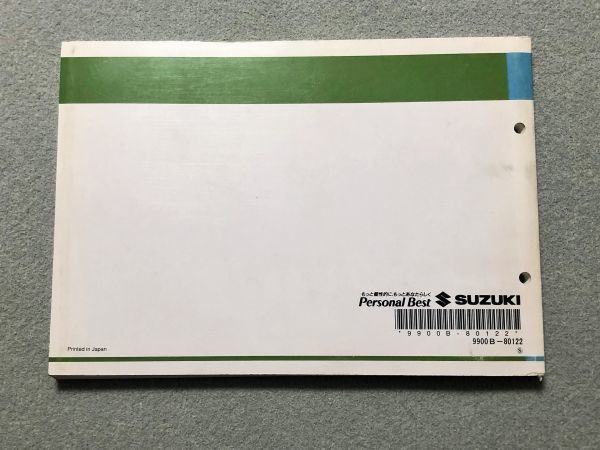 もっと個性的に、もっとあなたらしく
Personal Best SUZUKI
*9900B-80122*
9900B-80122
Ⓢ
Printed in Japan